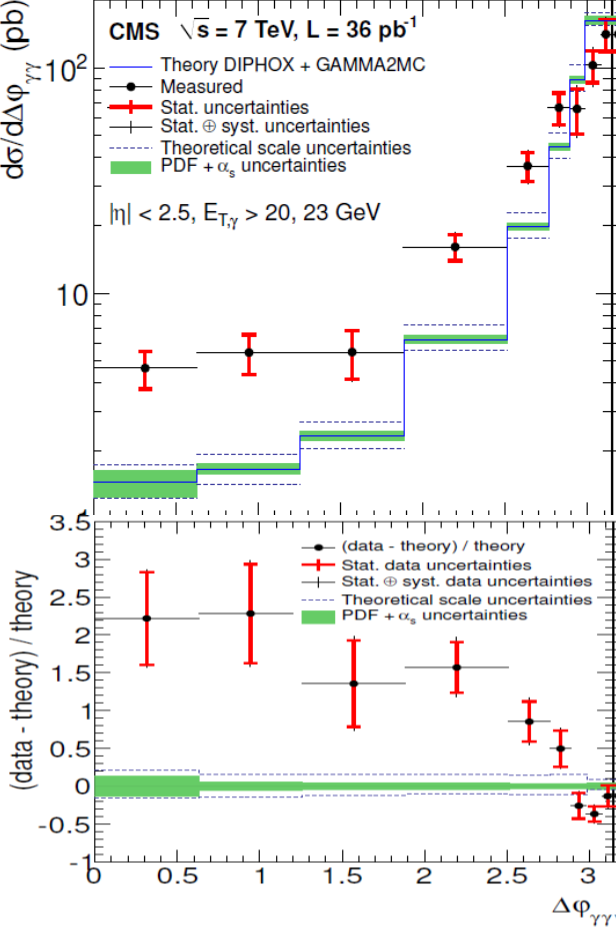 CMS √s = 7 TeV, L = 36 pb⁻¹
dσ/dΔφγγ (pb)
10²
10
Theory DIPHOX + GAMMA2MC
Measured
Stat. uncertainties
Stat. ⊕ syst. uncertainties
Theoretical scale uncertainties
PDF + αs uncertainties
|η| < 2.5, ET,γ > 20, 23 GeV
(data - theory) / theory
3.5
3
2.5
2
1.5
1
0.5
0
-0.5
-1
(data - theory) / theory
Stat. data uncertainties
Stat. ⊕ syst. data uncertainties
Theoretical scale uncertainties
PDF + αs uncertainties
0 0.5 1 1.5 2 2.5 3
Δφγγ